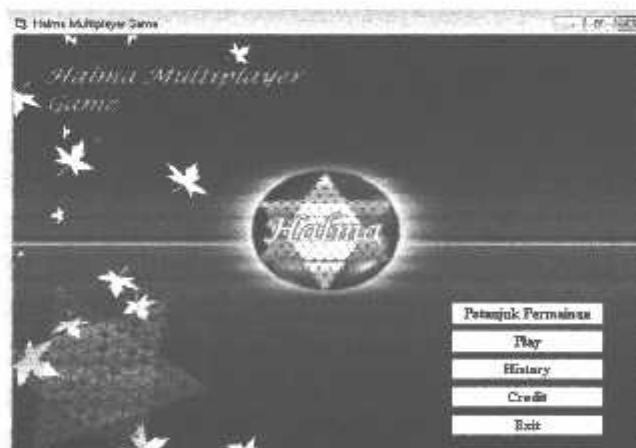 Halma Multiplayer Game
Halma Multiplayer
Game
Halma
Petunjuk Permainan
Play
History
Credit
Exit